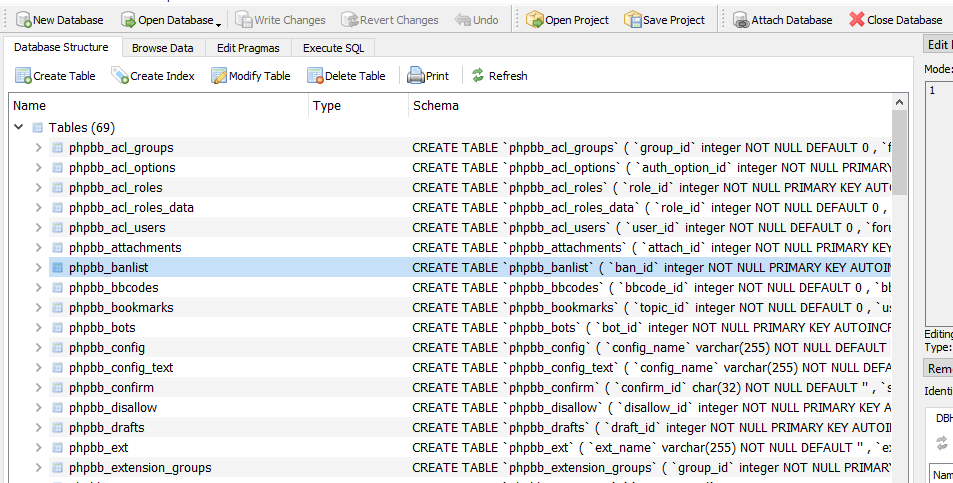 New Database Open Database Write Changes Revert Changes Undo Open Project Save Project Attach Database Close Database
Database Structure Browse Data Edit Pragmas Execute SQL
Edit
Create Table Create Index Modify Table Delete Table Print Refresh
Mode:
Name Type Schema
1
Tables (69)
phpbb_acl_groups CREATE TABLE `phpbb_acl_groups` ( `group_id` integer NOT NULL DEFAULT 0 , `f
phpbb_acl_options CREATE TABLE `phpbb_acl_options` ( `auth_option_id` integer NOT NULL PRIMAR
phpbb_acl_roles CREATE TABLE `phpbb_acl_roles` ( `role_id` integer NOT NULL PRIMARY KEY AUTO
phpbb_acl_roles_data CREATE TABLE `phpbb_acl_roles_data` ( `role_id` integer NOT NULL DEFAULT 0 ,
phpbb_acl_users CREATE TABLE `phpbb_acl_users` ( `user_id` integer NOT NULL DEFAULT 0 , `foru
phpbb_attachments CREATE TABLE `phpbb_attachments` ( `attach_id` integer NOT NULL PRIMARY KEY
phpbb_banlist CREATE TABLE `phpbb_banlist` ( `ban_id` integer NOT NULL PRIMARY KEY AUTOIN
phpbb_bbcodes CREATE TABLE `phpbb_bbcodes` ( `bbcode_id` integer NOT NULL DEFAULT 0 , `bb
phpbb_bookmarks CREATE TABLE `phpbb_bookmarks` ( `topic_id` integer NOT NULL DEFAULT 0 , `us
phpbb_bots CREATE TABLE `phpbb_bots` ( `bot_id` integer NOT NULL PRIMARY KEY AUTOINCR
phpbb_config CREATE TABLE `phpbb_config` ( `config_name` varchar(255) NOT NULL DEFAULT
Editing
Type:
phpbb_config_text CREATE TABLE `phpbb_config_text` ( `config_name` varchar(255) NOT NULL DEFA
Rem
phpbb_confirm CREATE TABLE `phpbb_confirm` ( `confirm_id` char(32) NOT NULL DEFAULT '' , `s
Identi
phpbb_disallow CREATE TABLE `phpbb_disallow` ( `disallow_id` integer NOT NULL PRIMARY KEY A
DBH
phpbb_drafts CREATE TABLE `phpbb_drafts` ( `draft_id` integer NOT NULL PRIMARY KEY AUTOI
phpbb_ext CREATE TABLE `phpbb_ext` ( `ext_name` varchar(255) NOT NULL DEFAULT '' , `ex
phpbb_extension_groups CREATE TABLE `phpbb_extension_groups` ( `group_id` integer NOT NULL PRIMAR
Nam